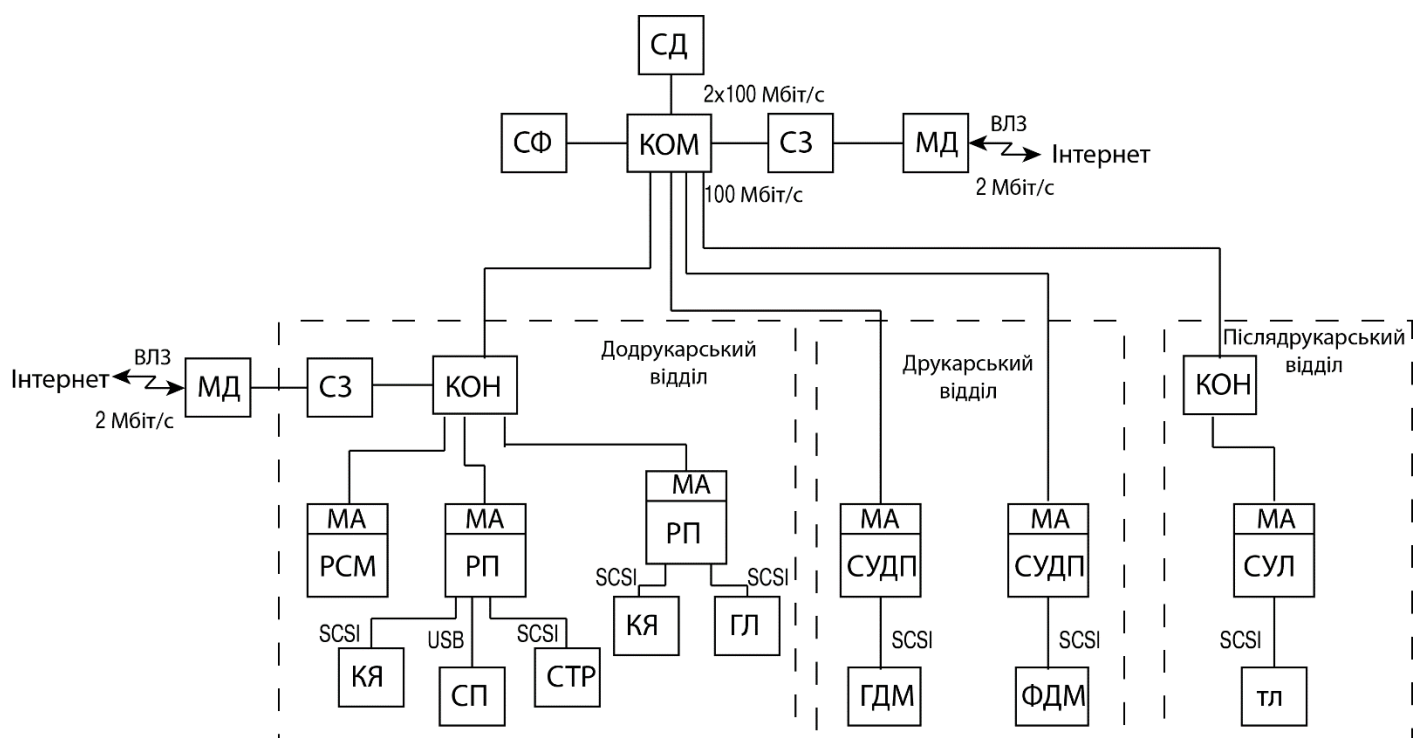 СД
2x100 Мбіт/с
СФ
КОМ
СЗ
МД
ВЛЗ
Інтернет
2 Мбіт/с
100 Мбіт/с
Додрукарський
відділ
Друкарський
відділ
Післядрукарський
відділ
Інтернет
ВЛЗ
2 Мбіт/с
МД
СЗ
КОН
КОН
МА
РП
МА
РСМ
МА
РП
МА
СУДП
МА
СУДП
МА
СУЛ
SCSI
SCSI
КЯ
ГЛ
SCSI
USB
SCSI
SCSI
SCSI
SCSI
КЯ
СП
СТР
ГДМ
ФДМ
тл